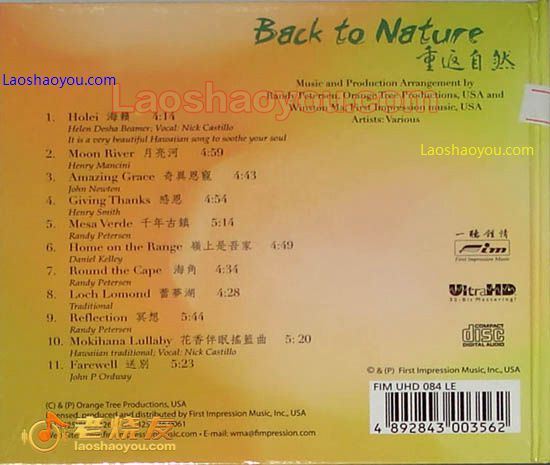 Back to Nature
重返自然
Laoshaoyou.com
Laoshaoyou.com
Music and Production Arrangement by
Randy Petersen, Orange Tree Productions, USA and
Winston Ma, First Impression music, USA
Artists: Various
Laoshaoyou.com
1. Holei 海籟 4:14
Helen Desha Beamer; Vocal: Nick Castillo
It is a very beautiful Hawaiian song to soothe your soul
2. Moon River 月亮河 4:59
Henry Mancini
3. Amazing Grace 奇異恩寵 4:43
John Newton
4. Giving Thanks 感恩 4:54
Henry Smith
5. Mesa Verde 千年古鎮 5:14
Randy Petersen
6. Home on the Range 嶺上是吾家 4:49
Daniel Kelley
7. Round the Cape 海角 4:34
Randy Petersen
8. Loch Lomond 舊夢湖 4:28
Traditional
9. Reflection 冥想 5:44
Randy Petersen
10. Mokihana Lullaby 花香伴眠搖籃曲 5:20
Hawaiian traditional; Vocal: Nick Castillo
11. Farewell 送別 5:23
John P Ordway
一聽鍾情
fim
First Impression Music
UltraHD
32-Bit Mastering!
COMPACT
disc
DIGITAL AUDIO
© & (P) First Impression Music, Inc., USA
FIM UHD 084 LE
4 892843 003562
(C) & (P) Orange Tree Productions, USA
produced and distributed by First Impression Music, Inc., USA
E-mail: wma@fimpression.com
老烧友
laoshaoyou.com